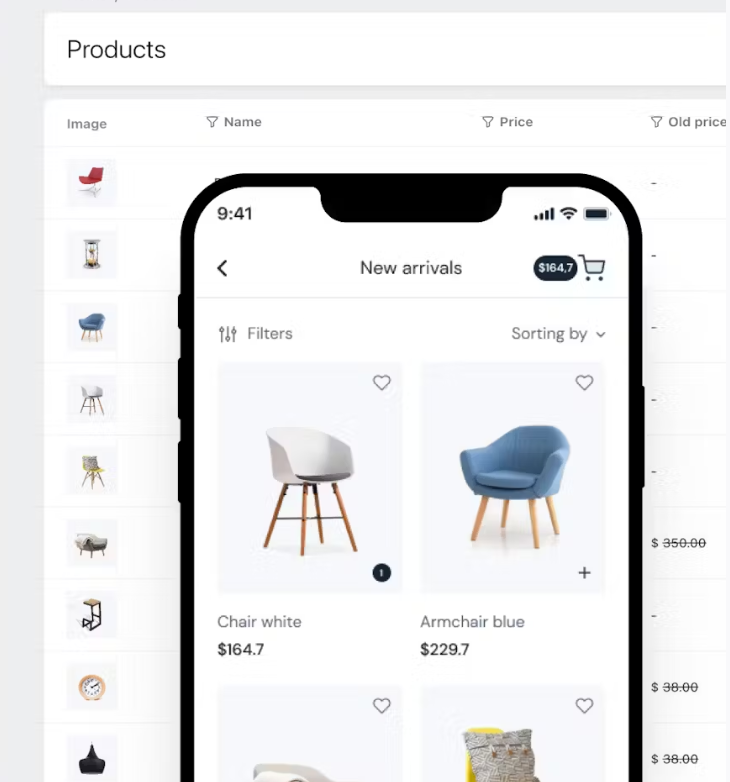 Products
Image
Name
Price
Old price
-
-
-
-
-
$ 350.00
-
$ 38.00
$ 38.00
9:41
New arrivals
$164,7
Filters
Sorting by
1
Chair white
$164.7
Armchair blue
$229.7